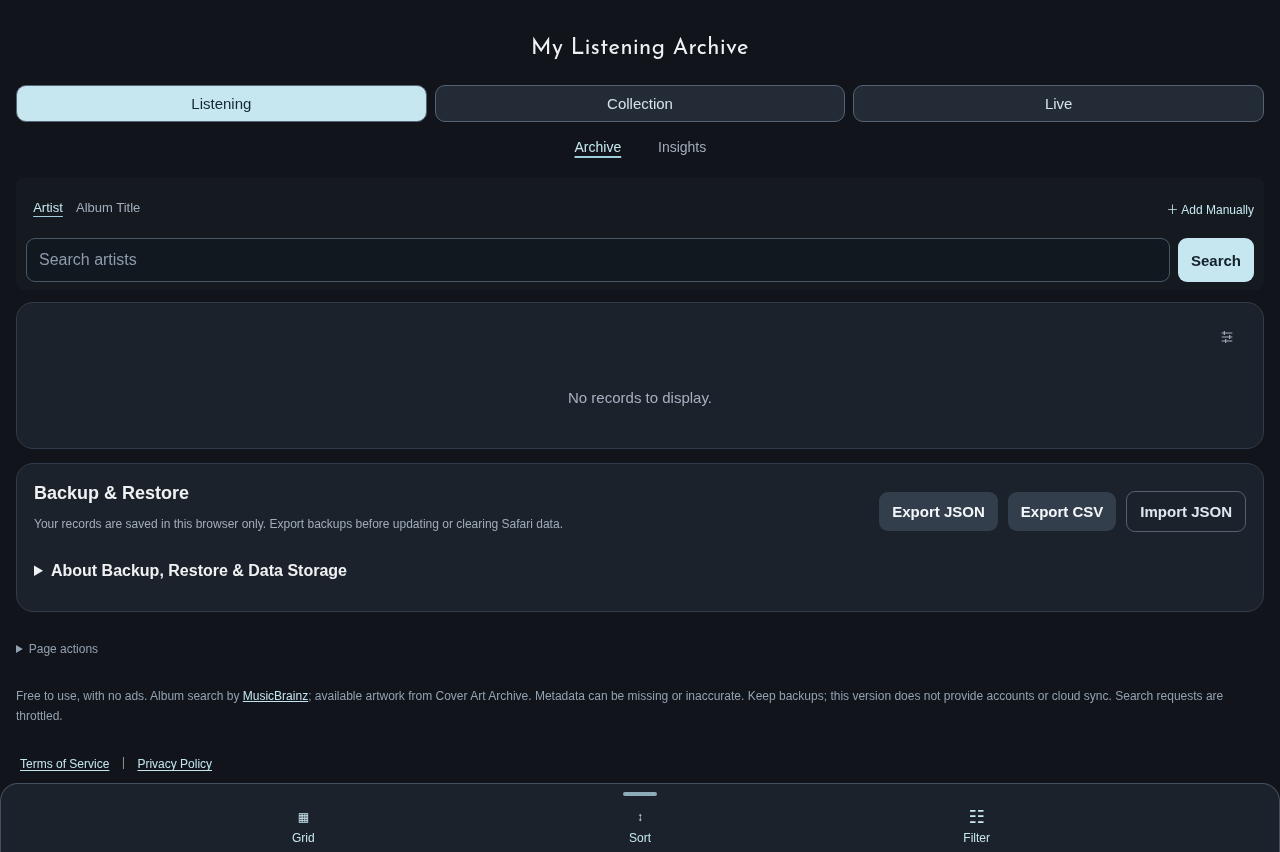 My Listening Archive
Listening
Collection
Live
Archive
Insights
Artist
Album Title
+ Add Manually
Search artists
Search
No records to display.
Backup & Restore
Your records are saved in this browser only. Export backups before updating or clearing Safari data.
Export JSON
Export CSV
Import JSON
About Backup, Restore & Data Storage
Page actions
Free to use, with no ads. Album search by MusicBrainz; available artwork from Cover Art Archive. Metadata can be missing or inaccurate. Keep backups; this version does not provide accounts or cloud sync. Search requests are
throttled.
Terms of Service | Privacy Policy
Grid
Sort
Filter